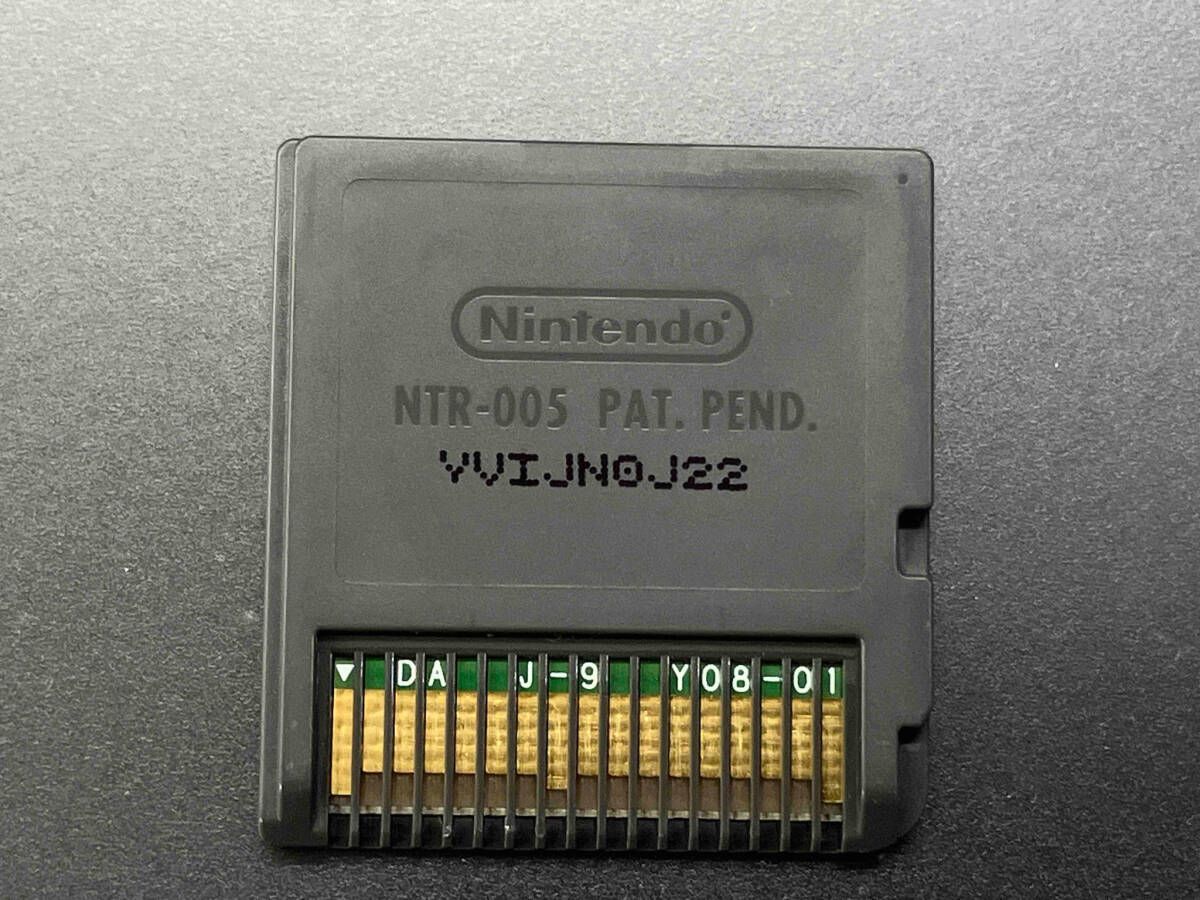 Nintendo
NTR-005 PAT. PEND.
YVIJN0J22
DA J-9 Y08-01